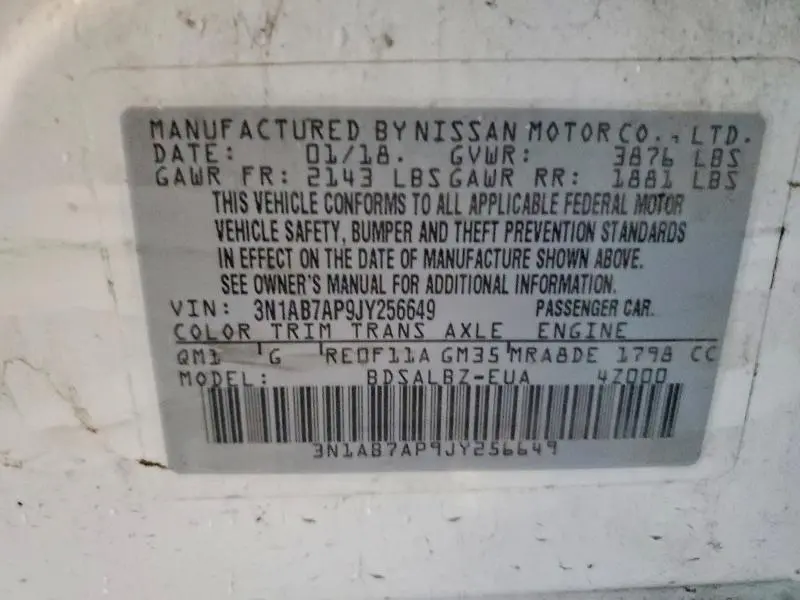 MANUFACTURED BY NISSAN MOTOR CO., LTD.
DATE: 01/18. GVWR: 3876 LBS
GAWR FR: 2143 LBS GAWR RR: 1881 LBS
THIS VEHICLE CONFORMS TO ALL APPLICABLE FEDERAL MOTOR
VEHICLE SAFETY, BUMPER AND THEFT PREVENTION STANDARDS
IN EFFECT ON THE DATE OF MANUFACTURE SHOWN ABOVE.
SEE OWNER'S MANUAL FOR ADDITIONAL INFORMATION.
VIN: 3N1AB7AP9JY256649 PASSENGER CAR.
COLOR TRIM TRANS AXLE ENGINE
QM1 G RE0F11A GM35 MRA8DE 1798 CC
MODEL: BDSALBZ-EUA 4Z000
3N1AB7AP9JY256649